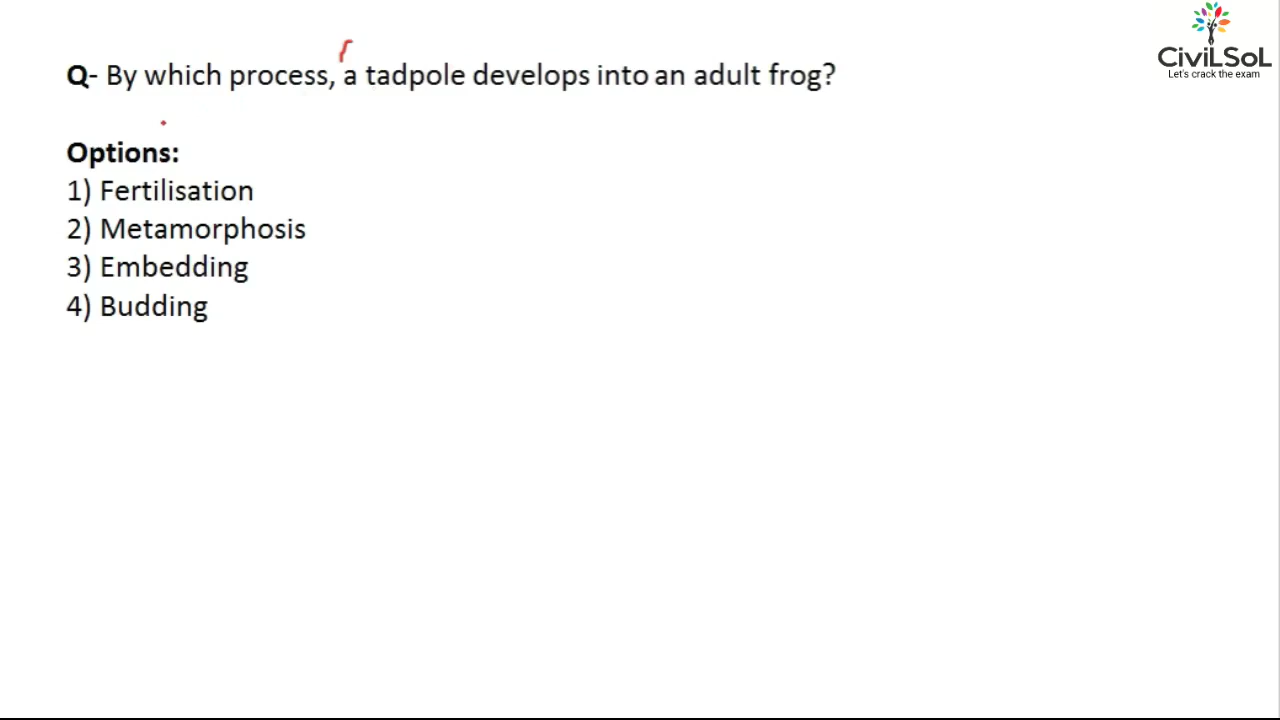 CiviLSoL
Let's crack the exam
Q- By which process, a tadpole develops into an adult frog?
Options:
1) Fertilisation
2) Metamorphosis
3) Embedding
4) Budding